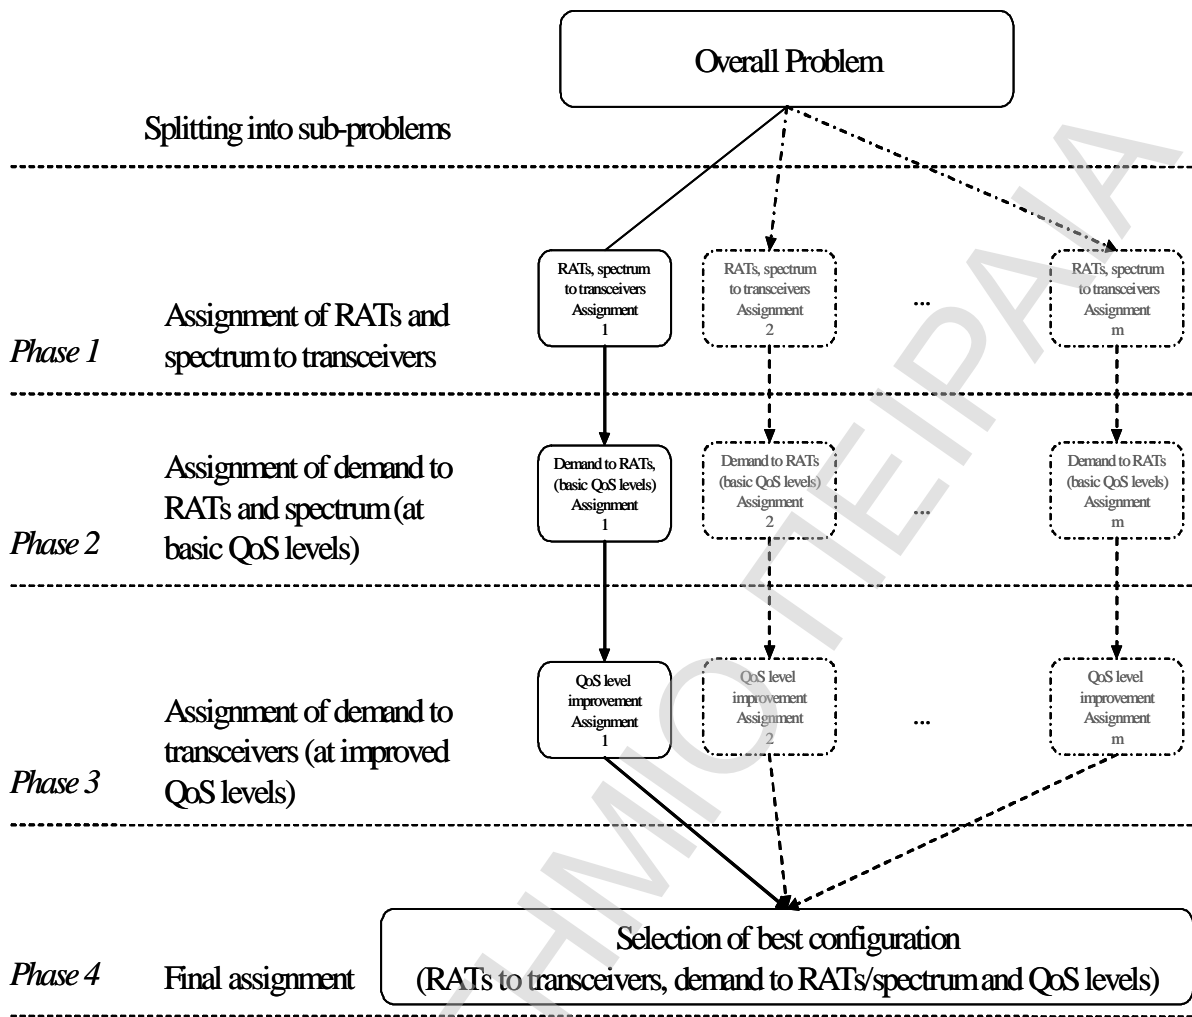 Overall Problem
Splitting into sub-problems
Phase 1
Assignment of RATs and
spectrum to transceivers
RATs, spectrum
to transceivers
Assignment
1
RATs, spectrum
to transceivers
Assignment
2
...
RATs, spectrum
to transceivers
Assignment
m
Phase 2
Assignment of demand to
RATs and spectrum (at
basic QoS levels)
Demand to RATs,
(basic QoS levels)
Assignment
1
Demand to RATs
(basic QoS levels)
Assignment
2
...
Demand to RATs
(basic QoS levels)
Assignment
m
Phase 3
Assignment of demand to
transceivers (at improved
QoS levels)
QoS level
improvement
Assignment
1
QoS level
improvement
Assignment
2
...
QoS level
improvement
Assignment
m
Phase 4
Final assignment
Selection of best configuration
(RATs to transceivers, demand to RATs/spectrum and QoS levels)
ΤΗΜΙΟ ΠΕΙΡΑΙΑ